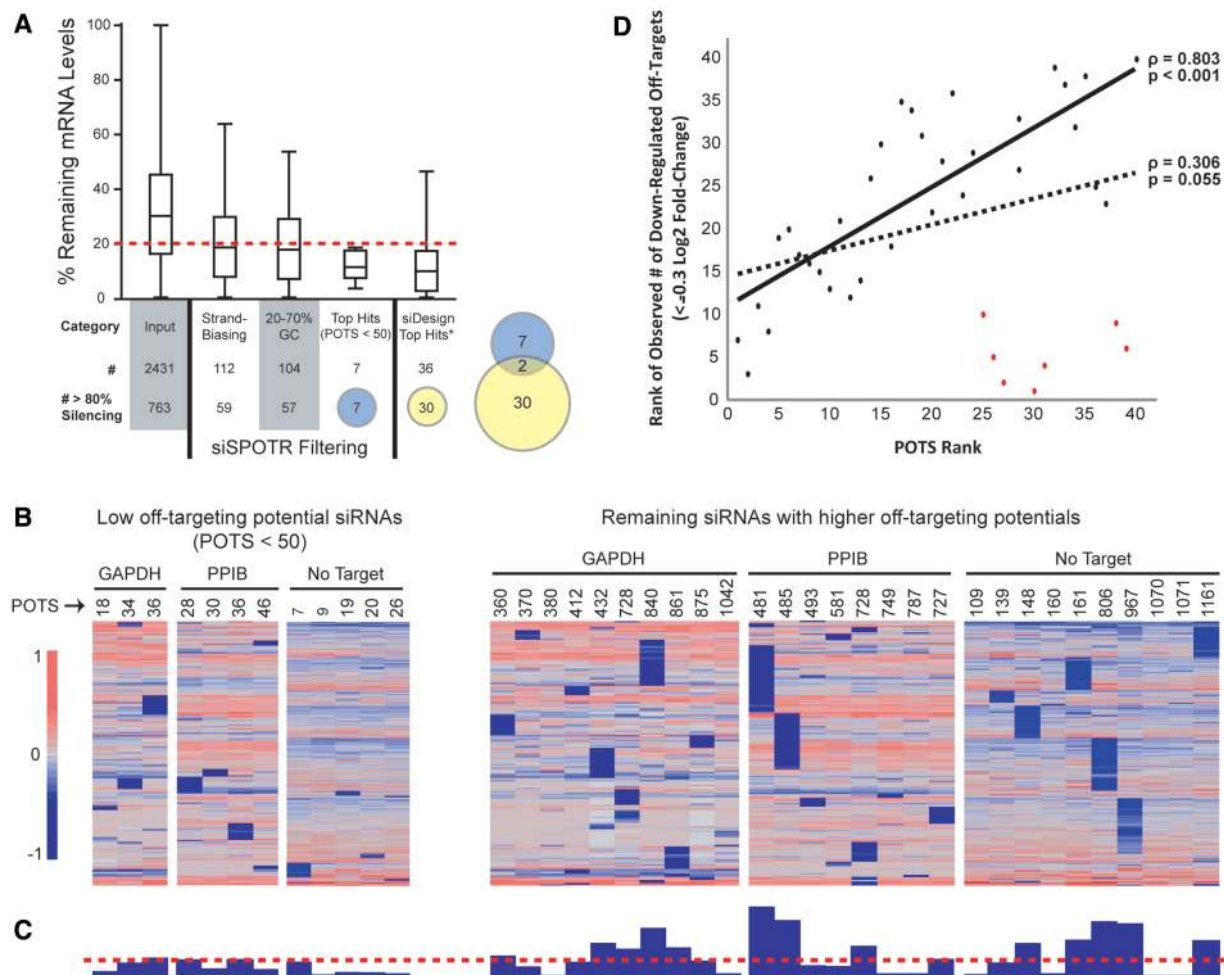 A
% Remaining mRNA Levels
100
80
60
40
20
0
Category
Input
Strand-
Biasing
20-70%
GC
Top Hits
(POTS < 50)
siDesign
Top Hits*
#
2431
112
104
7
36
# > 80%
Silencing
763
59
57
7
30
siSPOTR Filtering
7
2
30
D
Rank of Observed # of Down-Regulated Off-Targets
(<-0.3 Log2 Fold-Change)
40
35
30
25
20
15
10
5
0
0 5 10 15 20 25 30 35 40
POTS Rank
ρ = 0.803
p < 0.001
ρ = 0.306
p = 0.055
B
Low off-targeting potential siRNAs
(POTS < 50)
Remaining siRNAs with higher off-targeting potentials
GAPDH PPIB No Target
GAPDH PPIB No Target
POTS →
18 34 36 28 30 36 46 7 9 19 20 26
360 370 380 412 432 728 840 861 875 1042
481 485 493 581 728 749 787 727
109 139 148 160 161 806 967 1070 1071 1161
1
0
-1
C